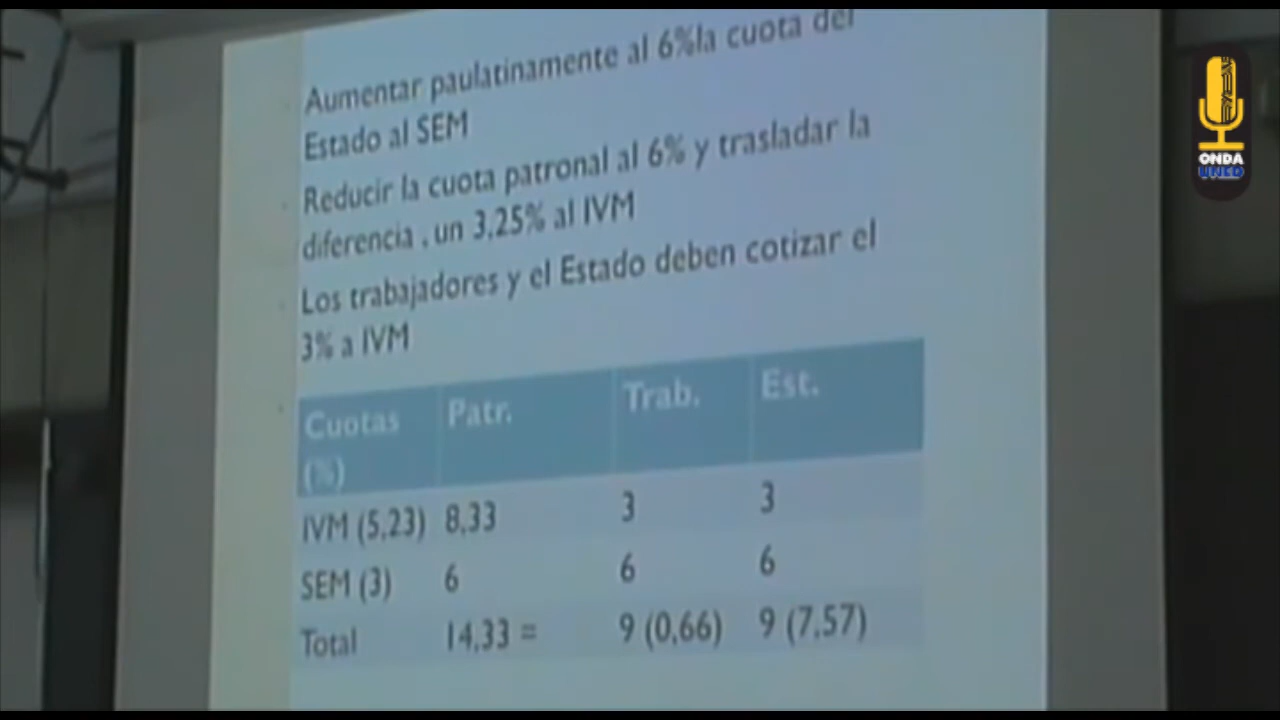 Aumentar paulatinamente al 6%la cuota del
Estado al SEM
Reducir la cuota patronal al 6% y trasladar la
diferencia , un 3,25% al IVM
Los trabajadores y el Estado deben cotizar el
3% a IVM
Cuotas (%) Patr. Trab. Est.
IVM (5,23) 8,33 3 3
SEM (3) 6 6 6
Total 14,33 = 9 (0,66) 9 (7,57)
ONDA
UNED